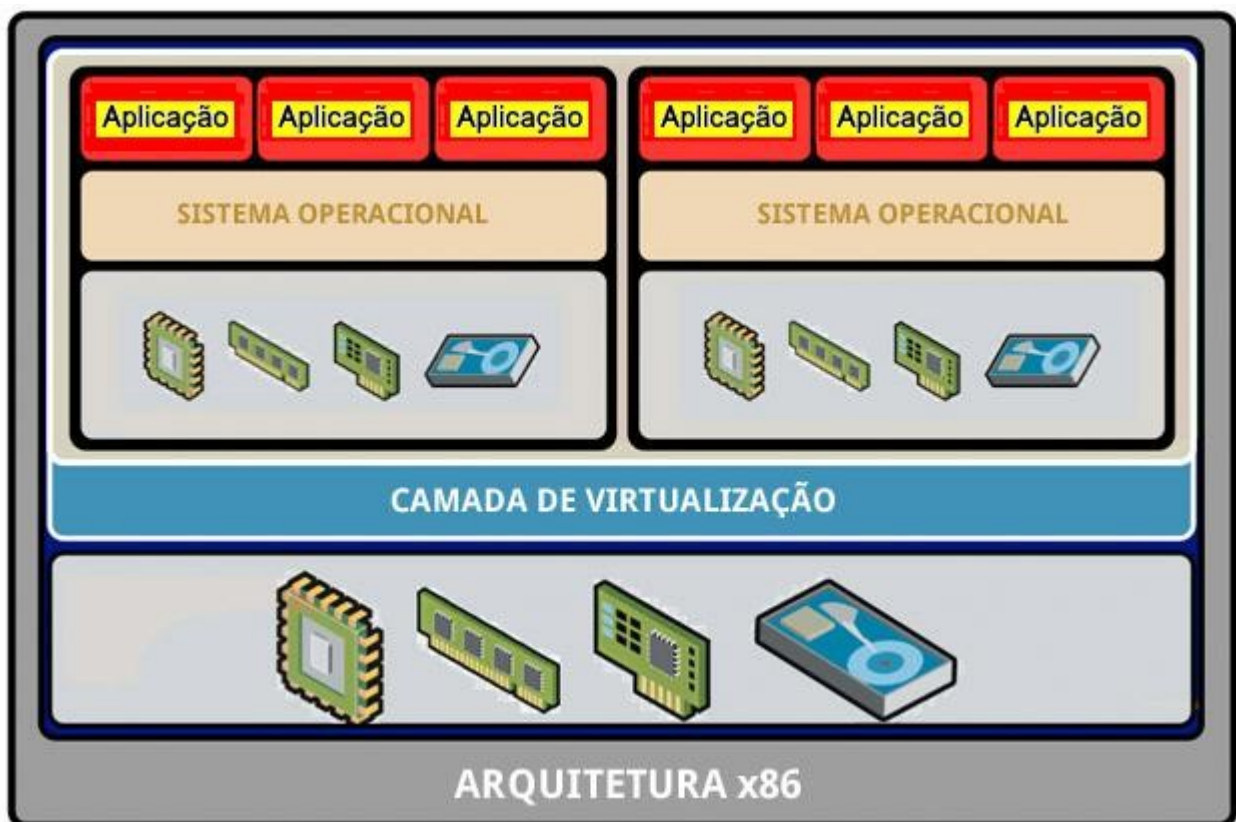 Aplicação Aplicação Aplicação Aplicação Aplicação Aplicação
SISTEMA OPERACIONAL SISTEMA OPERACIONAL
CAMADA DE VIRTUALIZAÇÃO
ARQUITETURA x86